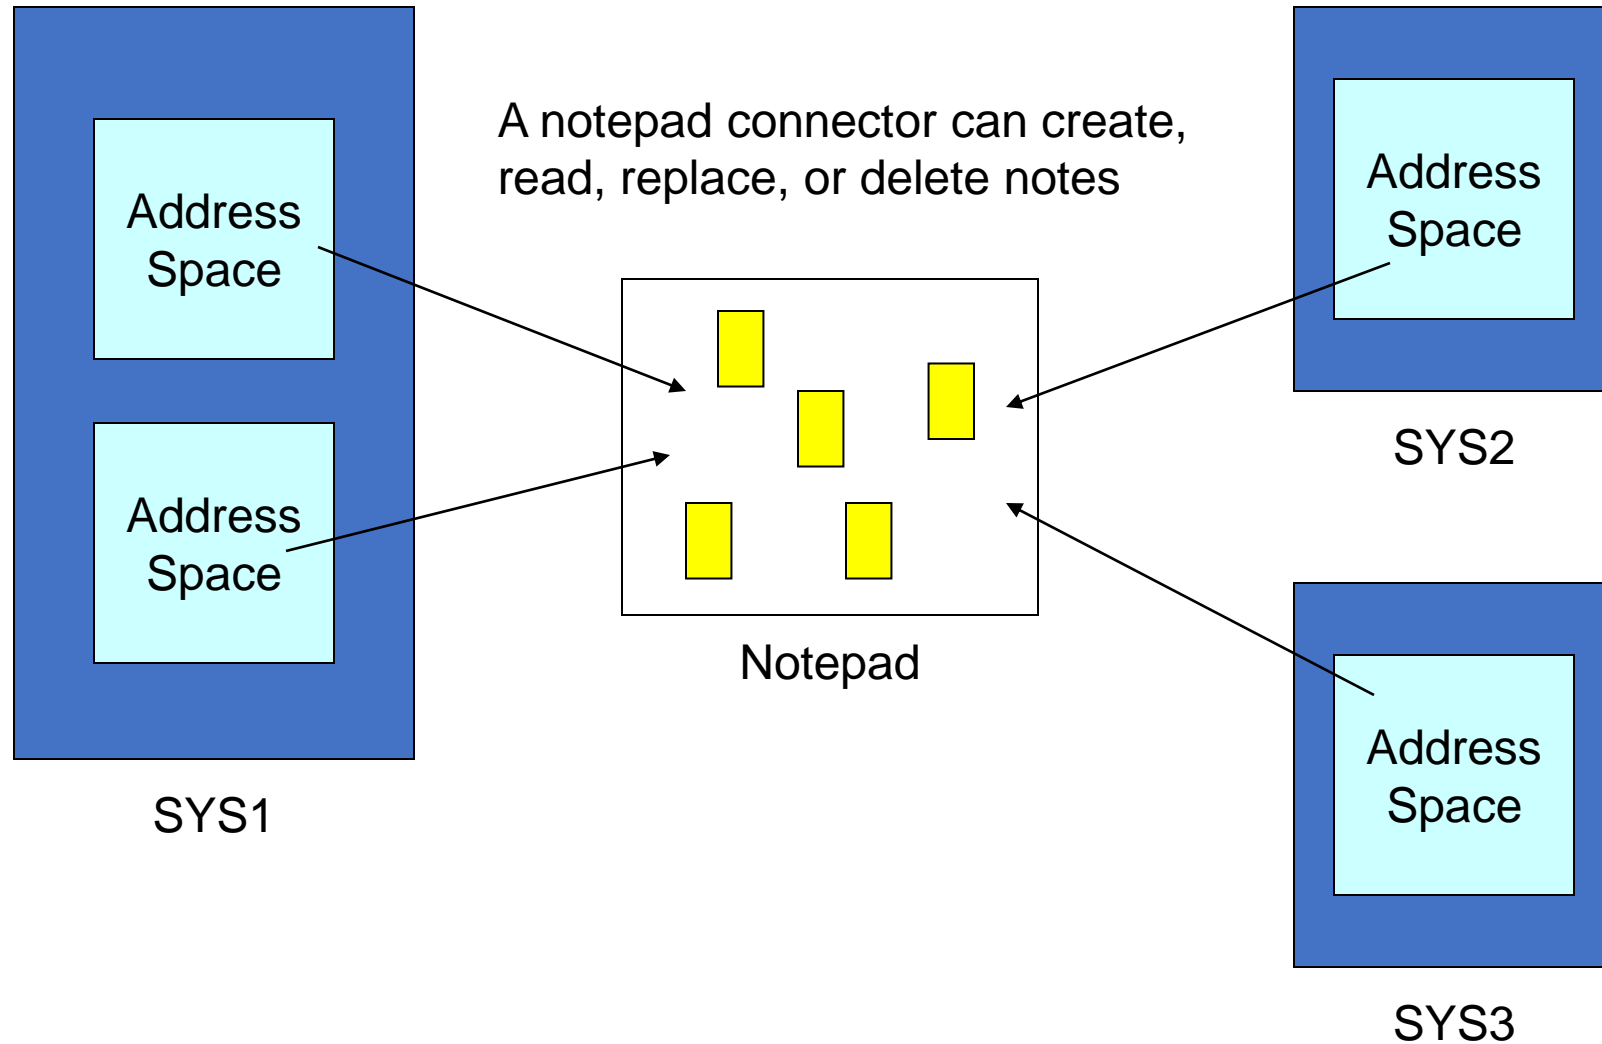 A notepad connector can create,
read, replace, or delete notes
Address
Space
Address
Space
SYS1
Notepad
Address
Space
SYS2
Address
Space
SYS3